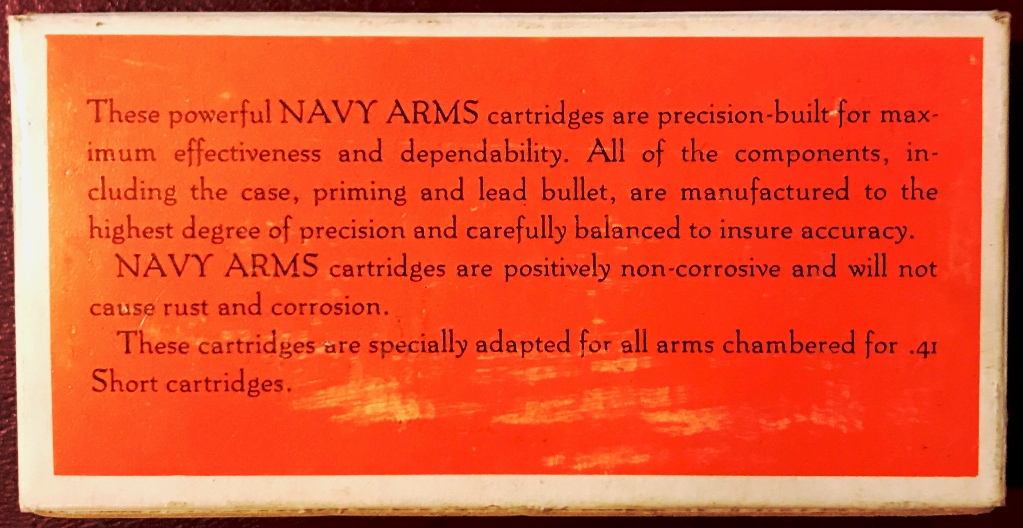 These powerful NAVY ARMS cartridges are precision-built for max-
imum effectiveness and dependability. All of the components, in-
cluding the case, priming and lead bullet, are manufactured to the
highest degree of precision and carefully balanced to insure accuracy.
NAVY ARMS cartridges are positively non-corrosive and will not
cause rust and corrosion.
These cartridges are specially adapted for all arms chambered for .41
Short cartridges.